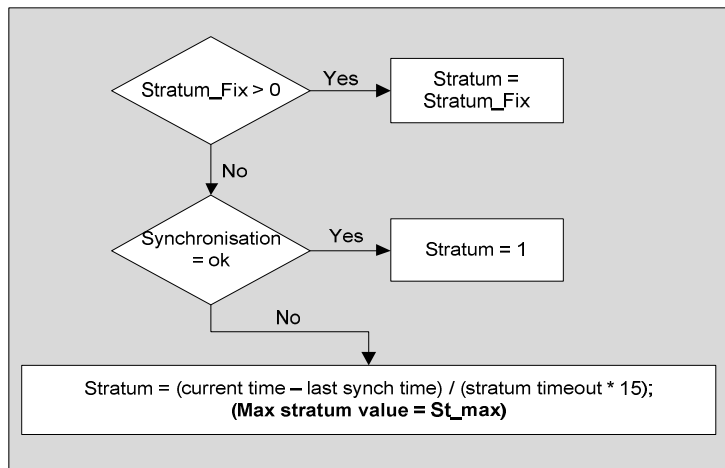 Stratum_Fix > 0
Yes
Stratum =
Stratum_Fix
No
Synchronisation
= ok
Yes
Stratum = 1
No
Stratum = (current time – last synch time) / (stratum timeout * 15);
(Max stratum value = St_max)